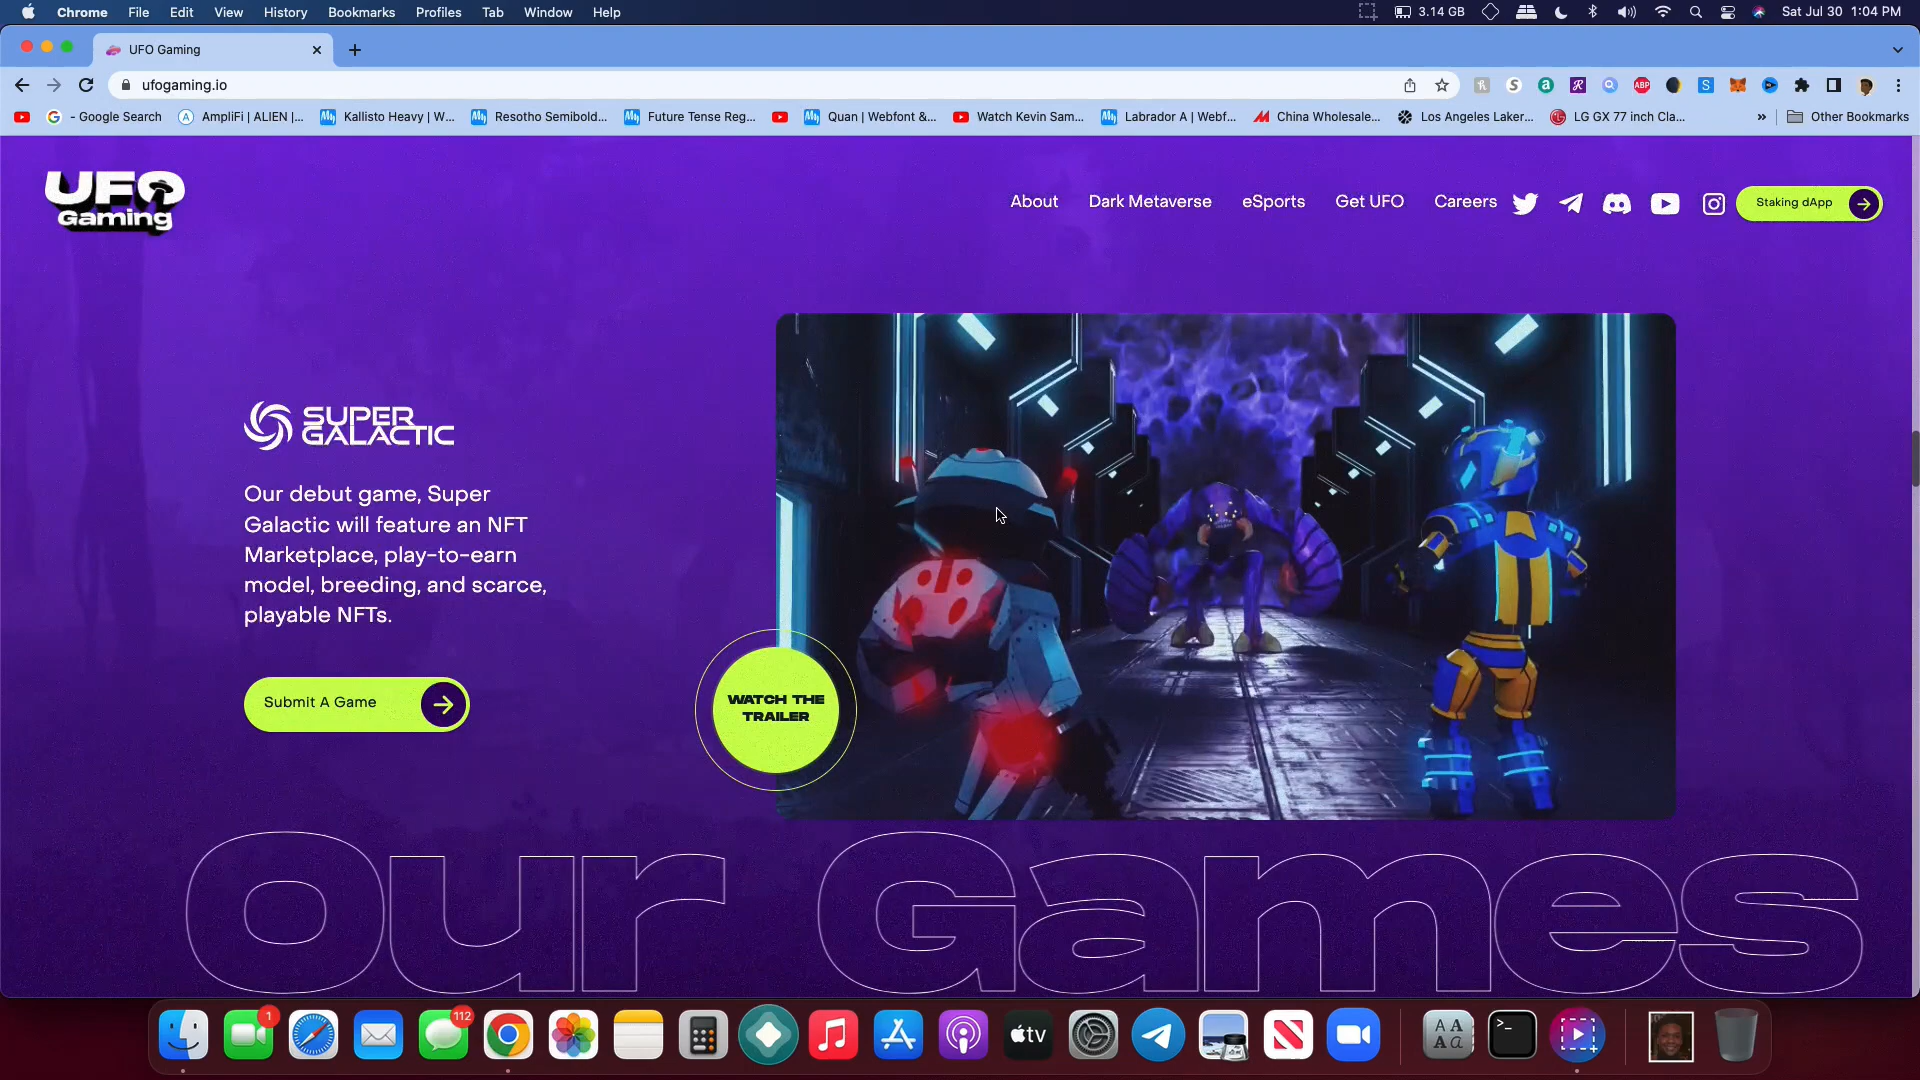 Chrome File Edit View History Bookmarks Profiles Tab Window Help 3.14 GB Sat Jul 30 1:04 PM
UFO Gaming
ufogaming.io
ABP
- Google Search AmpliFi | ALIEN |... Kallisto Heavy | W... Resotho Semibold... Future Tense Reg... Quan | Webfont &... Watch Kevin Sam... Labrador A | Webf... China Wholesale... Los Angeles Laker... LG GX 77 inch Cla... » Other Bookmarks
UFO
Gaming
About Dark Metaverse eSports Get UFO Careers Staking dApp
SUPER
GALACTIC
Our debut game, Super
Galactic will feature an NFT
Marketplace, play-to-earn
model, breeding, and scarce,
playable NFTs.
Submit A Game
WATCH THE
TRAILER
Our Games
1
112
tv